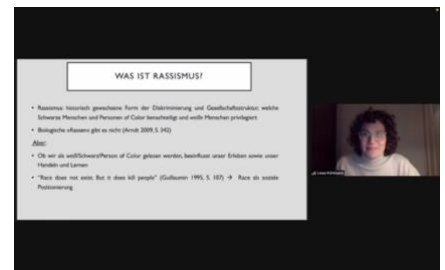 WAS IST RASSISMUS?
• Rassismus: historisch gewachsene Form der Diskriminierung und Gesellschaftsstruktur, welche
Schwarze Menschen und Personen of Color benachteiligt und weiße Menschen privilegiert
• Biologische »Rassen« gibt es nicht (Arndt 2009, S. 342)
Aber:
• Ob wir als weiß/Schwarz/Person of Color gelesen werden, beeinflusst unser Erleben sowie unser
Handeln und Lernen
• "Race does not exist. But it does kill people" (Guillaumin 1995, S. 107) → Race als soziale
Positionierung